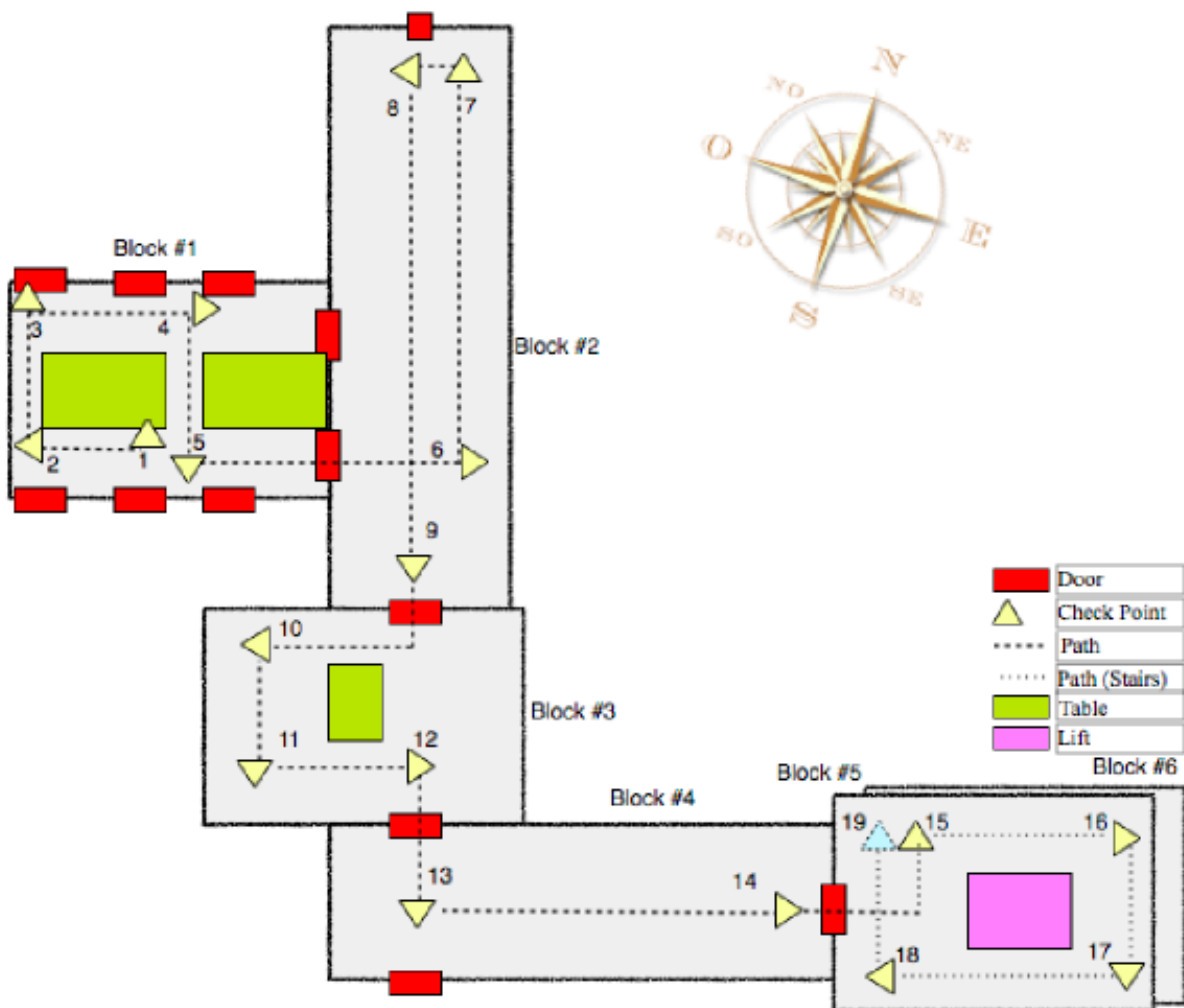 8
7
N
NO
NE
O
E
SO
SE
S
Block #1
3
4
Block #2
2
1
5
6
9
Door
Check Point
Path
Path (Stairs)
Table
Lift
10
Block #3
11
12
Block #4
Block #5
Block #6
13
14
19
15
16
18
17